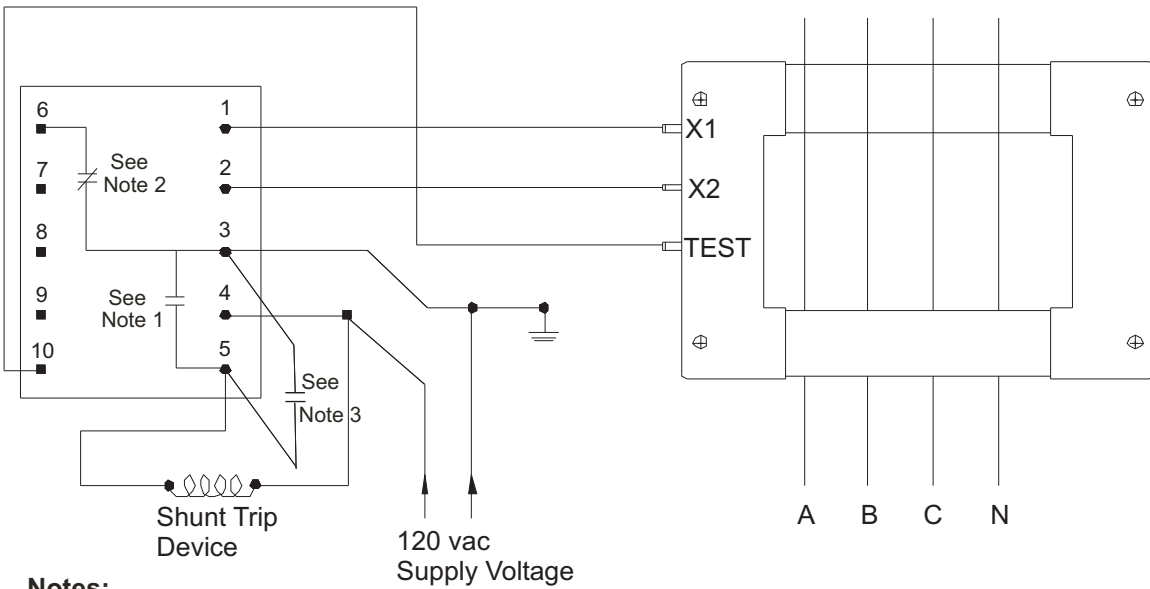 6
1
X1
7
See
Note 2
2
X2
8
3
TEST
9
See
Note 1
4
10
5
See
Note 3
Shunt Trip
Device
120 vac
Supply Voltage
A B C N
Notes: